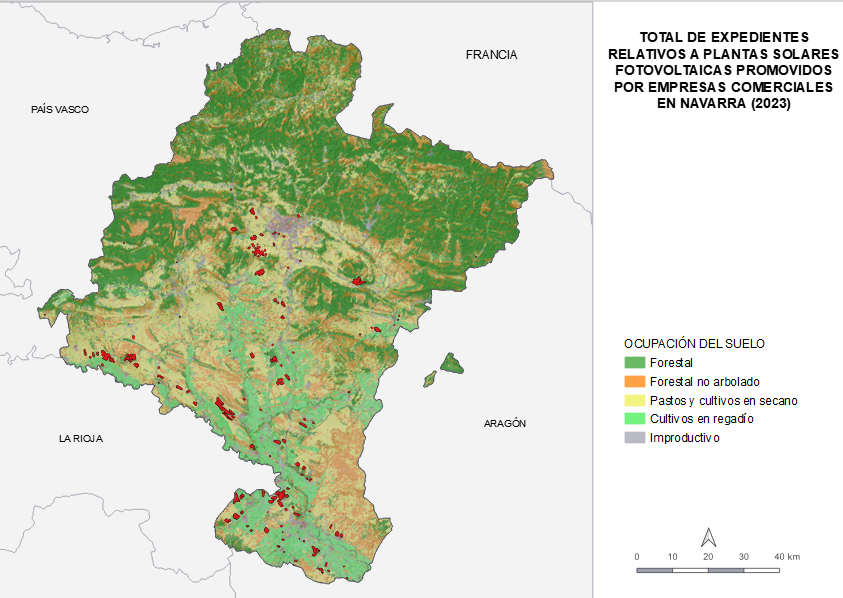 TOTAL DE EXPEDIENTES
RELATIVOS A PLANTAS SOLARES
FOTOVOLTAICAS PROMOVIDOS
POR EMPRESAS COMERCIALES
EN NAVARRA (2023)
FRANCIA
PAÍS VASCO
LA RIOJA
ARAGÓN
OCUPACIÓN DEL SUELO
Forestal
Forestal no arbolado
Pastos y cultivos en secano
Cultivos en regadío
Improductivo
0 10 20 30 40 km